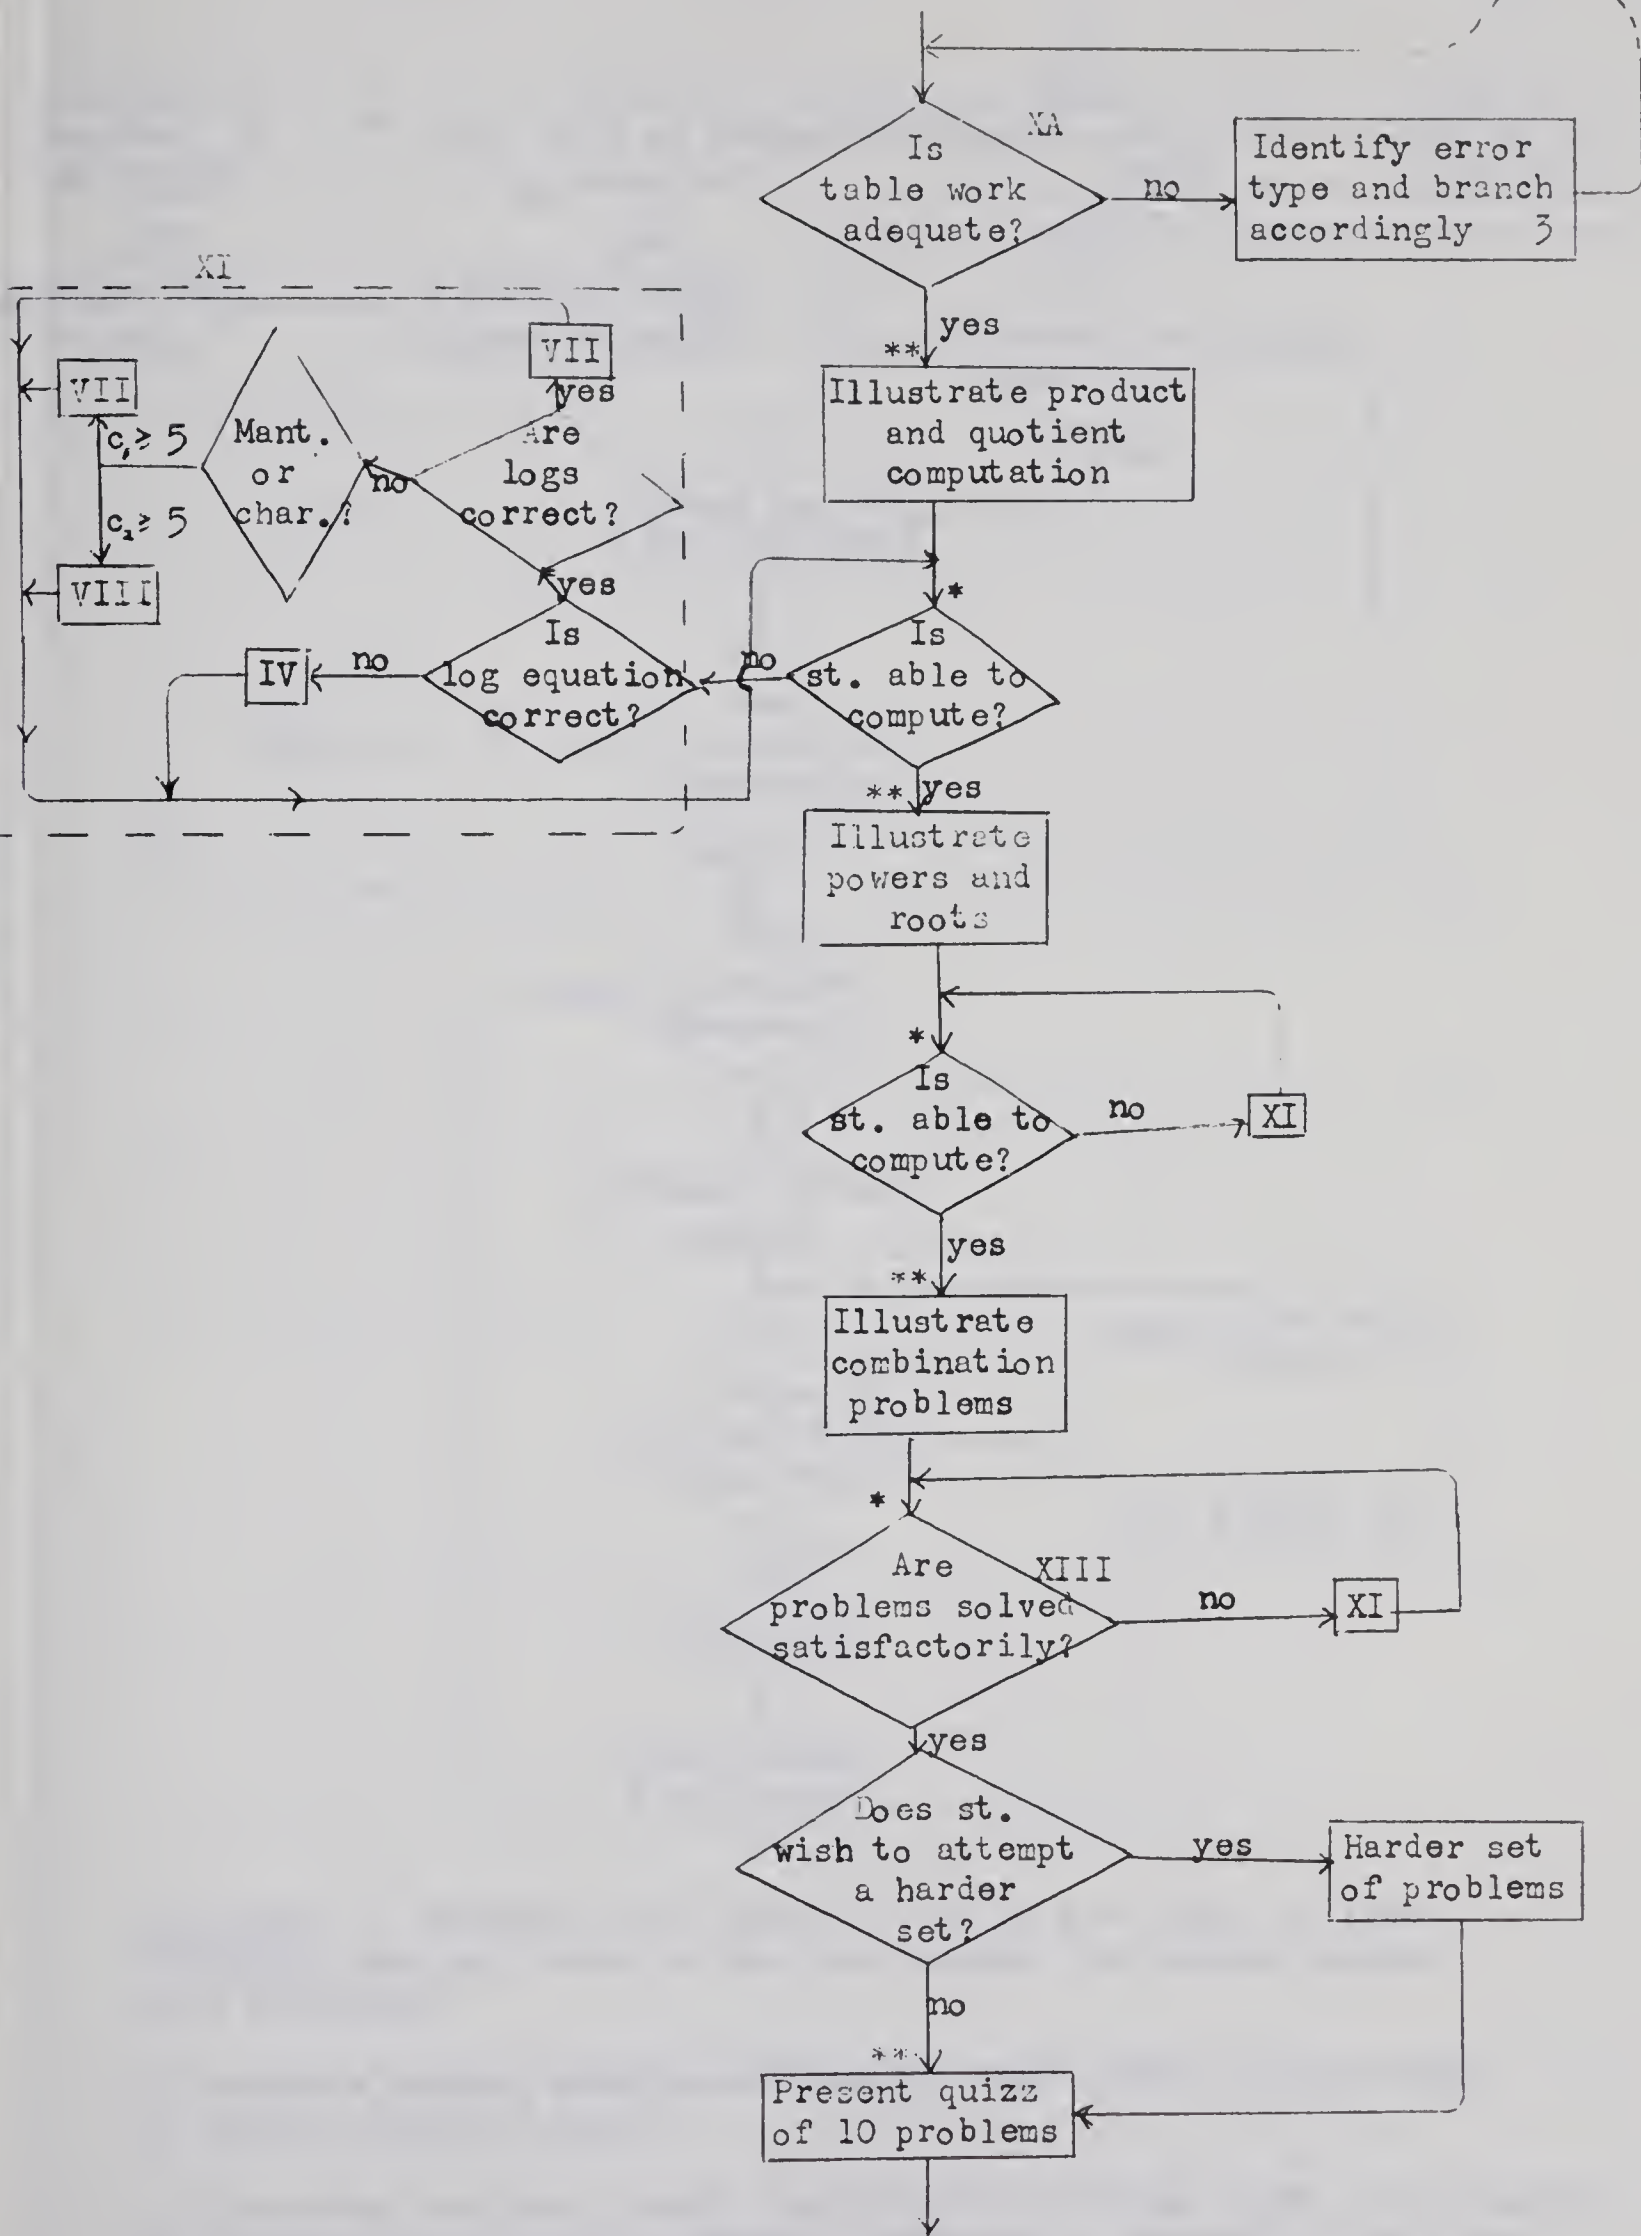 XA
Is
table work
adequate?
no
Identify error
type and branch
accordingly 3
yes
**
Illustrate product
and quotient
computation
XI
VII
yes
VII
c₁ ≥ 5
Mant.
or
char.?
no
Are
logs
correct?
c₂ ≥ 5
VIII
yes
Is
log equation
correct?
no
IV
*
Is
st. able to
compute?
no
yes
**
Illustrate
powers and
roots
*
Is
st. able to
compute?
no
XI
yes
**
Illustrate
combination
problems
*
XIII
Are
problems solved
satisfactorily?
no
XI
yes
Does st.
wish to attempt
a harder
set?
yes
Harder set
of problems
no
**
Present quizz
of 10 problems